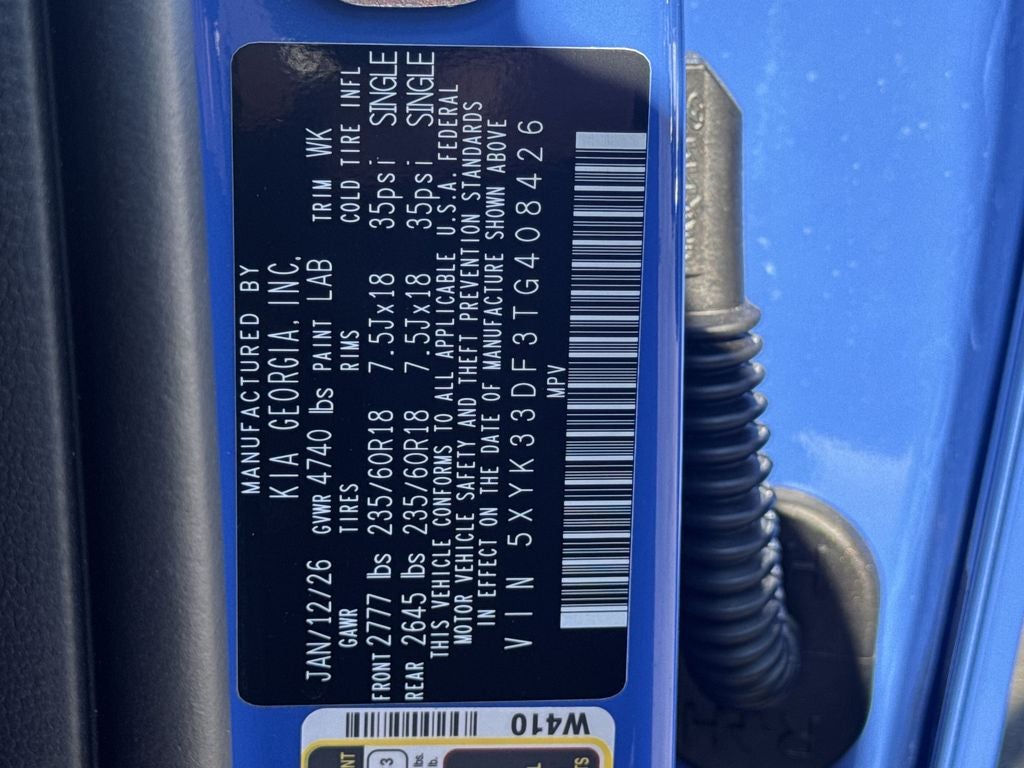 MANUFACTURED BY
KIA GEORGIA, INC.
JAN/12/26 GVWR 4740 lbs PAINT LAB TRIM WK
GAWR TIRES RIMS COLD TIRE INFL
FRONT 2777 lbs 235/60R18 7.5Jx18 35psi SINGLE
REAR 2645 lbs 235/60R18 7.5Jx18 35psi SINGLE
THIS VEHICLE CONFORMS TO ALL APPLICABLE U.S.A. FEDERAL
MOTOR VEHICLE SAFETY AND THEFT PREVENTION STANDARDS
IN EFFECT ON THE DATE OF MANUFACTURE SHOWN ABOVE
VIN 5XYK33DF3TG408426
MPV
W410
3
lbs.